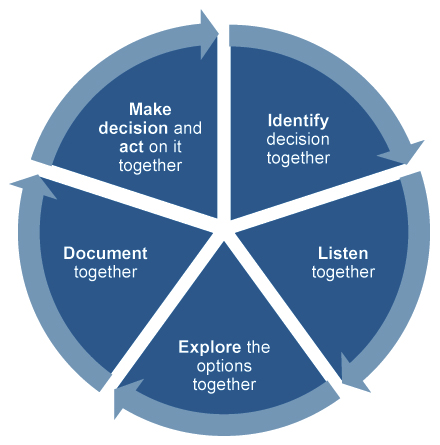 Identify
decision
together
Listen
together
Explore the
options
together
Document
together
Make
decision and
act on it
together